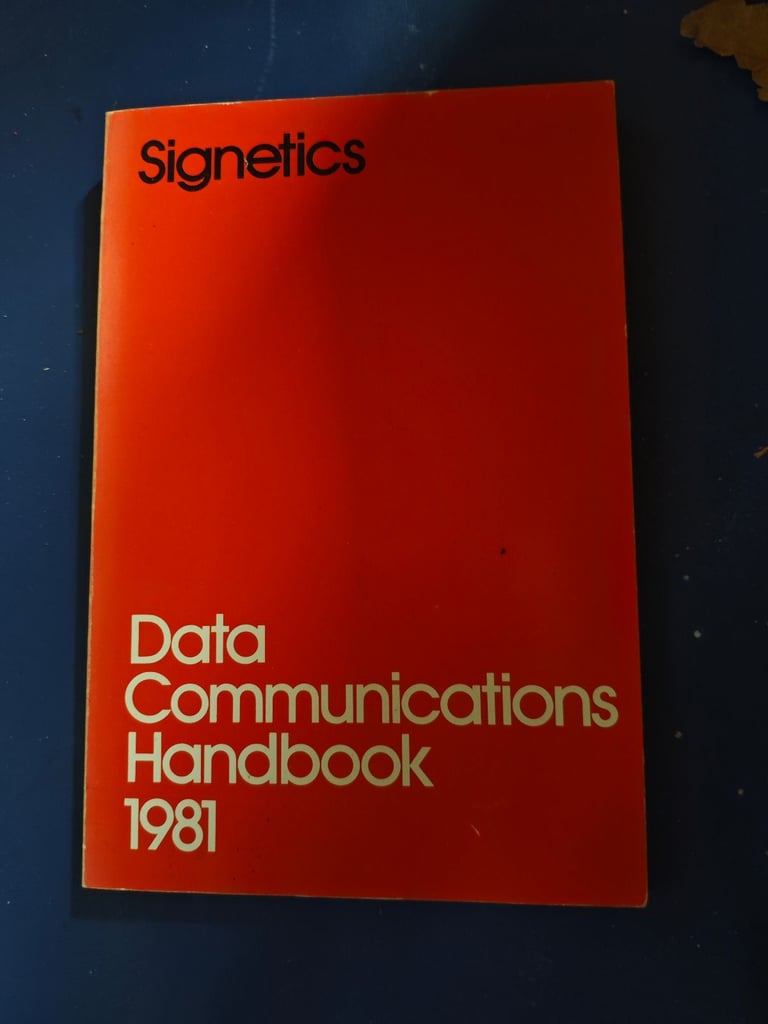 Signetics
Data
Communications
Handbook
1981